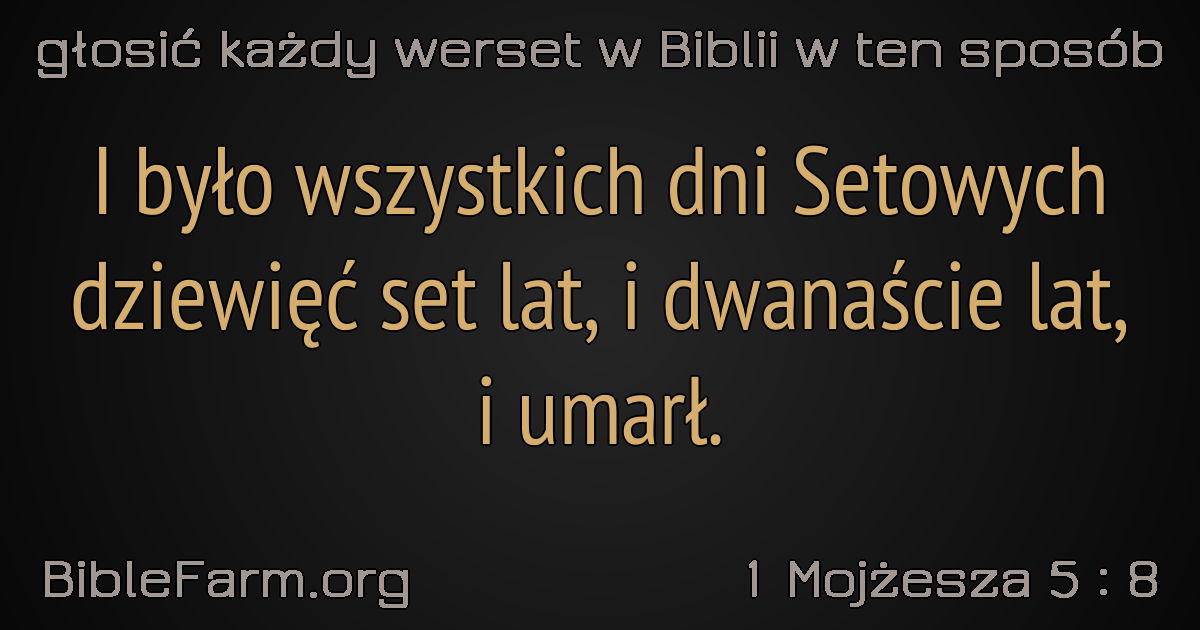 głosić każdy werset w Biblii w ten sposób
I było wszystkich dni Setowych
dziewięć set lat, i dwanaście lat,
i umarł.
BibleFarm.org
1 Mojżesza 5 : 8